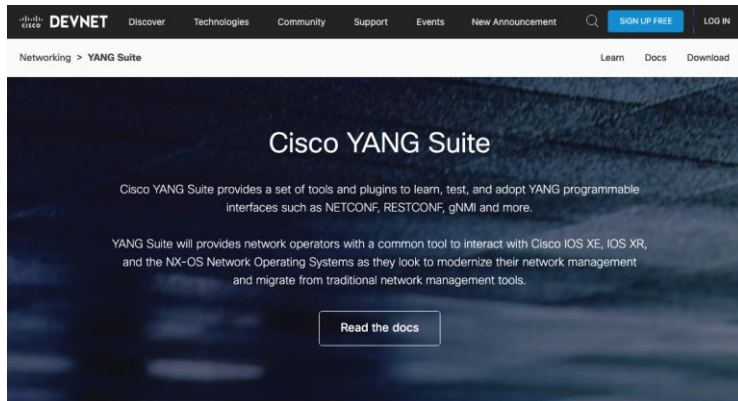 CISCO DEVNET Discover Technologies Community Support Events New Announcement SIGN UP FREE LOG IN
Networking > YANG Suite Learn Docs Download
Cisco YANG Suite
Cisco YANG Suite provides a set of tools and plugins to learn, test, and adopt YANG programmable
interfaces such as NETCONF, RESTCONF, gNMI and more.
YANG Suite will provides network operators with a common tool to interact with Cisco IOS XE, IOS XR,
and the NX-OS Network Operating Systems as they look to modernize their network management
and migrate from traditional network management tools.
Read the docs